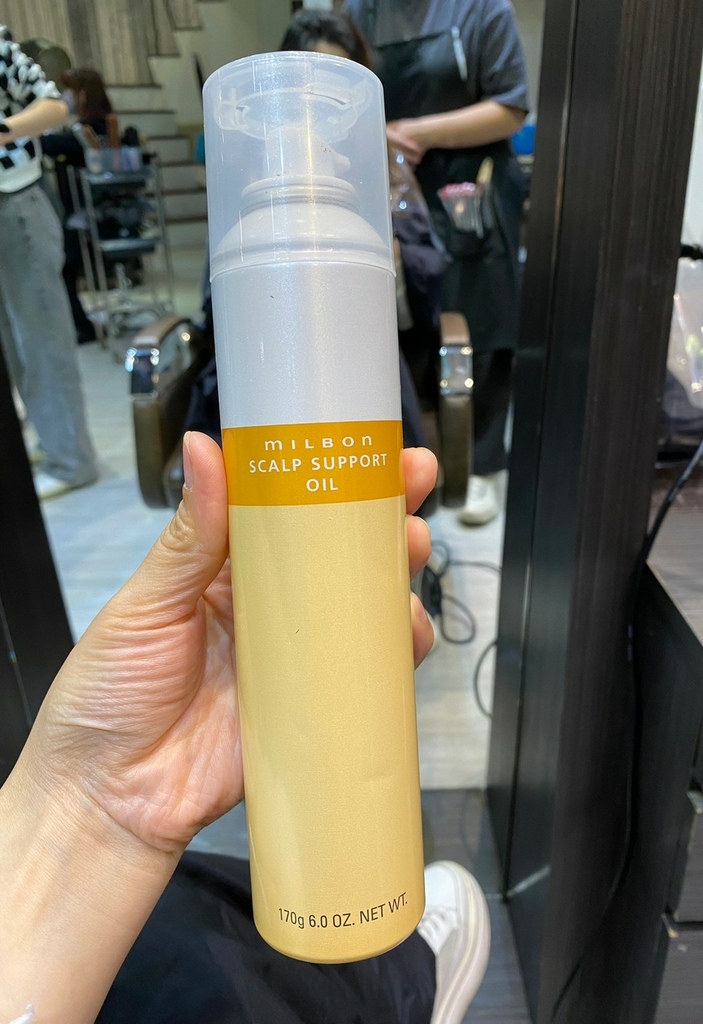 milbon
SCALP SUPPORT
OIL
170g 6.0 OZ. NET WT.